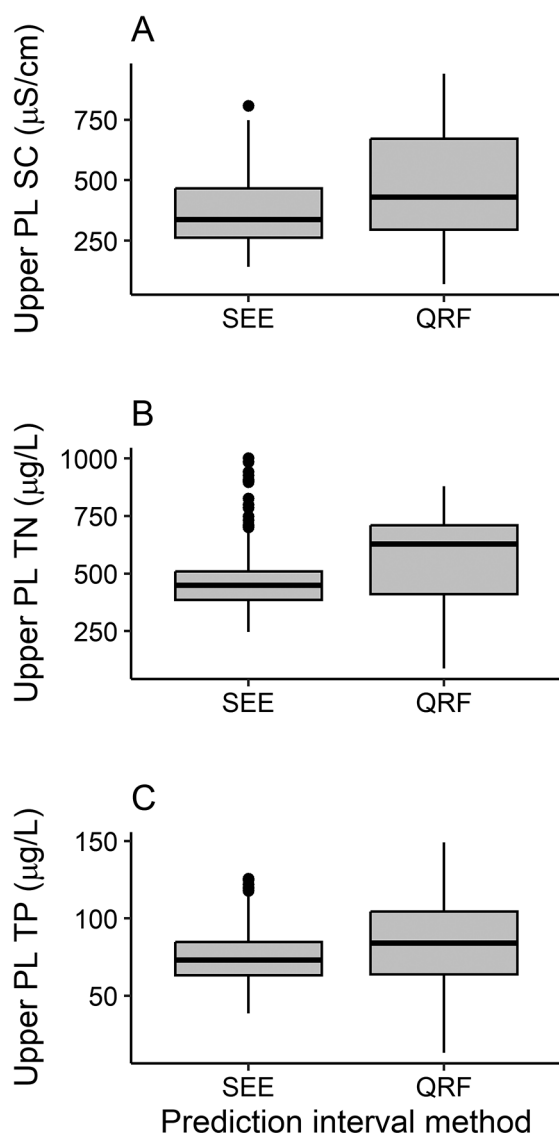 A
Upper PL SC (μS/cm)
750
500
250
SEE QRF
B
Upper PL TN (μg/L)
1000
750
500
250
SEE QRF
C
Upper PL TP (μg/L)
150
100
50
SEE QRF
Prediction interval method